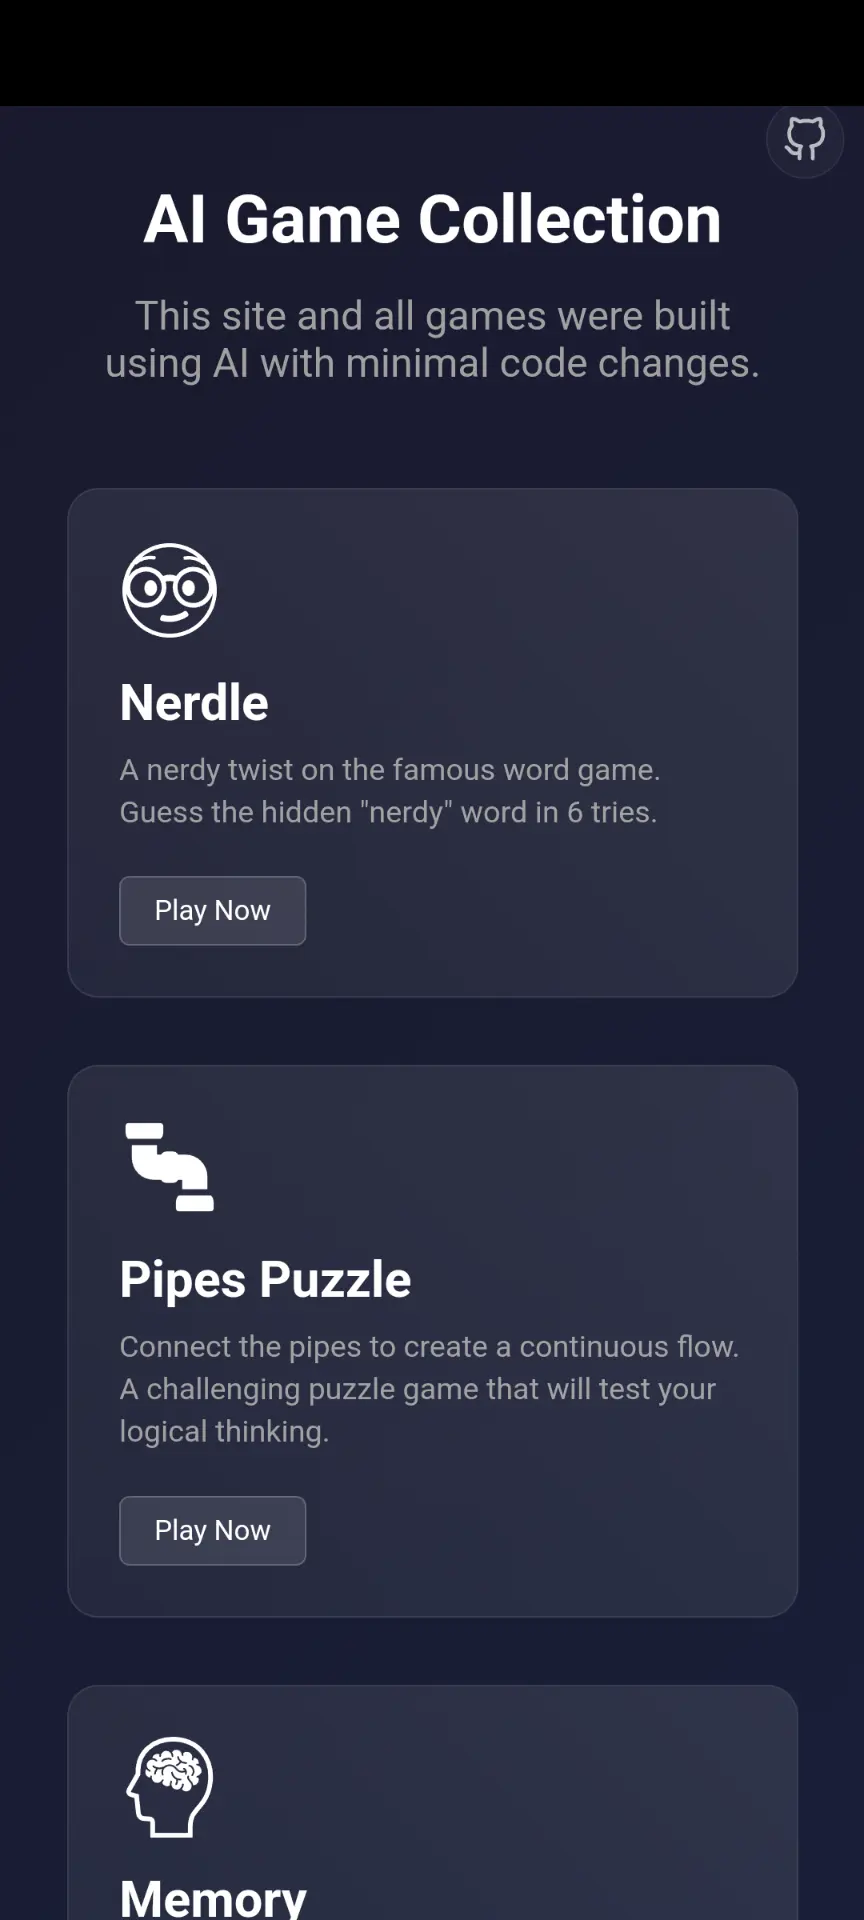 AI Game Collection
This site and all games were built
using AI with minimal code changes.
Nerdle
A nerdy twist on the famous word game.
Guess the hidden "nerdy" word in 6 tries.
Play Now
Pipes Puzzle
Connect the pipes to create a continuous flow.
A challenging puzzle game that will test your
logical thinking.
Play Now
Memory